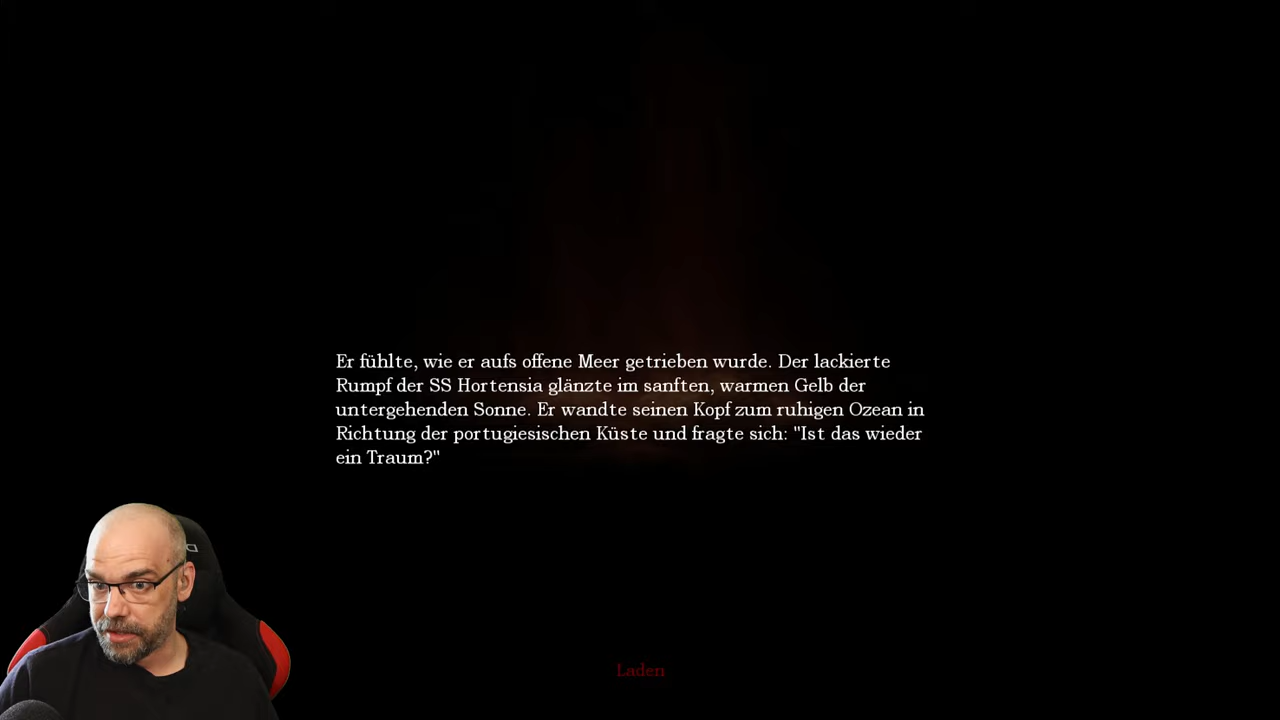 Er fühlte, wie er aufs offene Meer getrieben wurde. Der lackierte
Rumpf der SS Hortensia glänzte im sanften, warmen Gelb der
untergehenden Sonne. Er wandte seinen Kopf zum ruhigen Ozean in
Richtung der portugiesischen Küste und fragte sich: "Ist das wieder
ein Traum?"
Laden